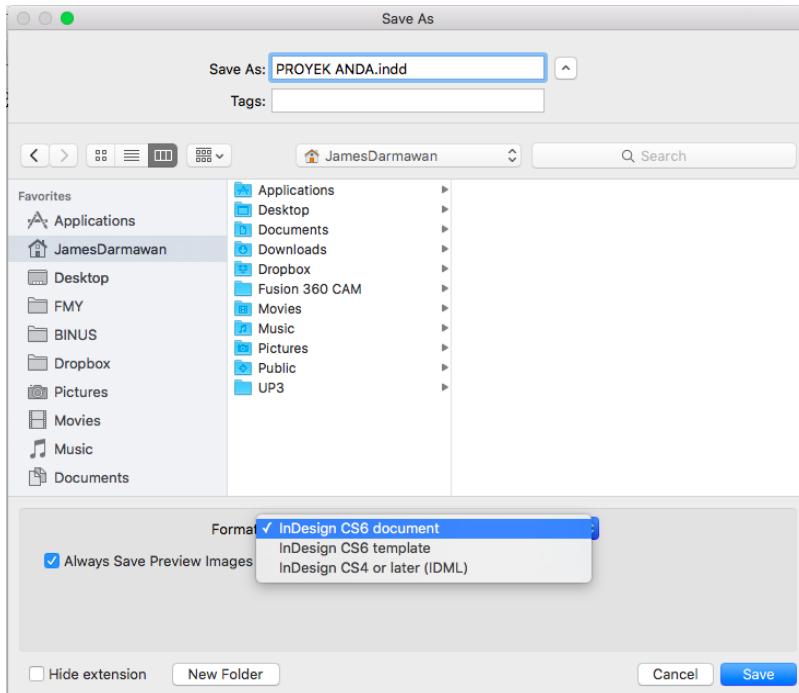 Save As
Save As: PROYEK ANDA.indd
Tags:
JamesDarmawan
Search
Favorites
Applications
JamesDarmawan
Desktop
FMY
BINUS
Dropbox
Pictures
Movies
Music
Documents
Applications
Desktop
Documents
Downloads
Dropbox
Fusion 360 CAM
Movies
Music
Pictures
Public
UP3
Format
InDesign CS6 document
InDesign CS6 template
InDesign CS4 or later (IDML)
Always Save Preview Images
Hide extension
New Folder
Cancel
Save